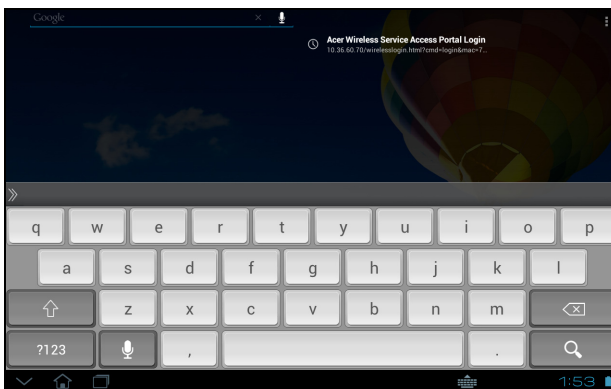 Google
Acer Wireless Service Access Portal Login
10.36.60.70/wirelesslogin.html?cmd=login&mac=7...
q w e r t y u i o p
a s d f g h j k l
z x c v b n m
?123 , .
1:53